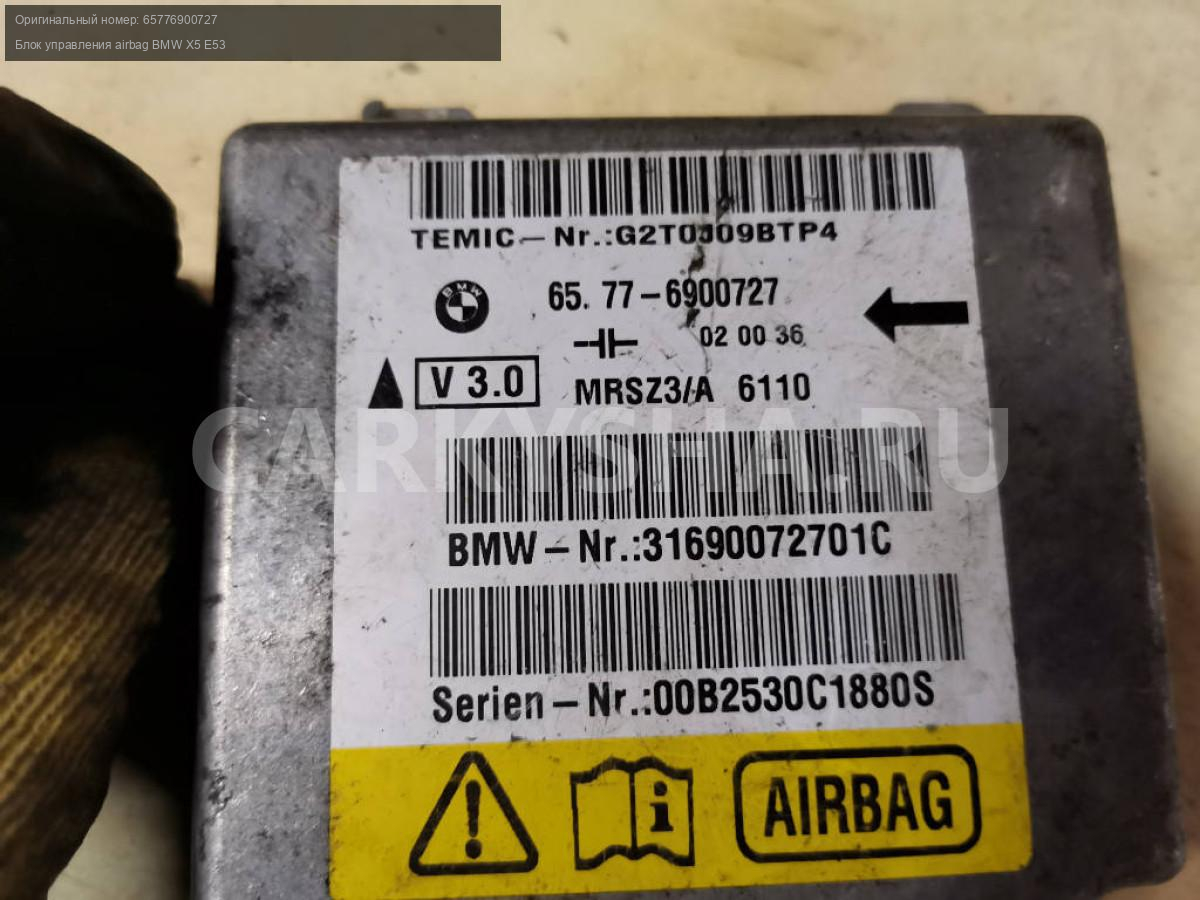 Оригинальный номер: 65776900727
Блок управления airbag BMW X5 E53
TEMIC-Nr.:G2T0J09BTP4
BMW
65.77-6900727
02 00 36
V 3.0
MRSZ3/A 6110
CARKYSHA.RU
BMW-Nr.:31690072701C
Serien-Nr.:00B2530C1880S
AIRBAG